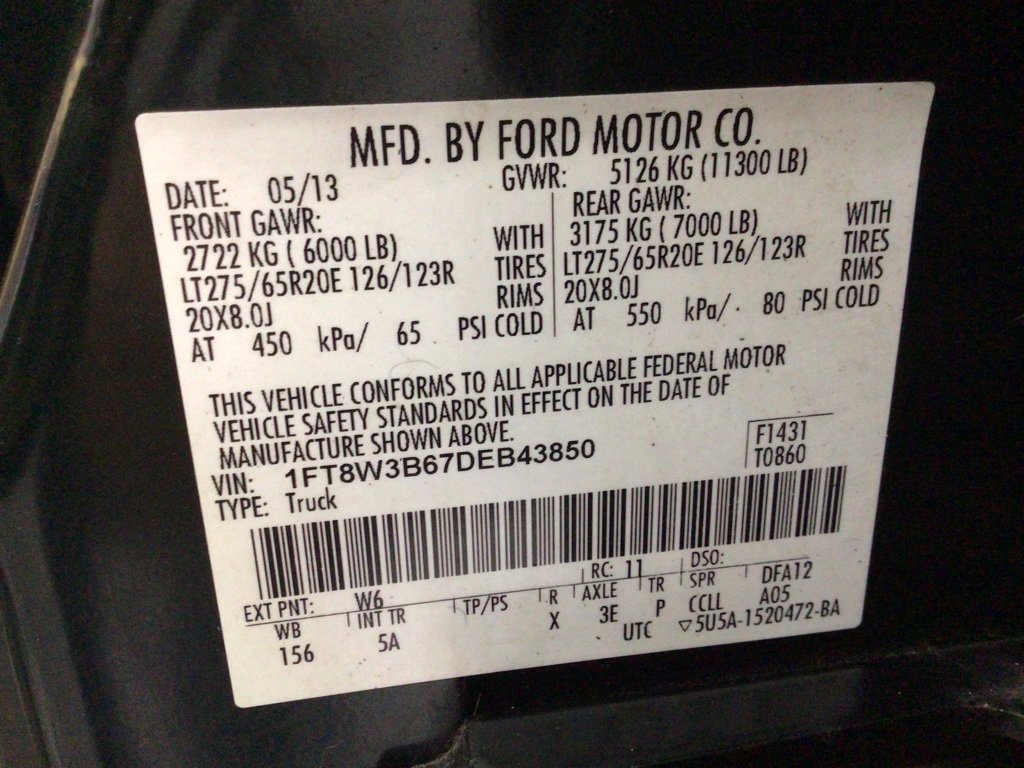 MFD. BY FORD MOTOR CO.
DATE: 05/13 GVWR: 5126 KG (11300 LB)
FRONT GAWR: REAR GAWR:
2722 KG ( 6000 LB) WITH 3175 KG ( 7000 LB) WITH
LT275/65R20E 126/123R TIRES LT275/65R20E 126/123R TIRES
20X8.0J RIMS 20X8.0J RIMS
AT 450 kPa/ 65 PSI COLD AT 550 kPa/ 80 PSI COLD
THIS VEHICLE CONFORMS TO ALL APPLICABLE FEDERAL MOTOR
VEHICLE SAFETY STANDARDS IN EFFECT ON THE DATE OF
MANUFACTURE SHOWN ABOVE.
VIN: 1FT8W3B67DEB43850 F1431
TYPE: Truck T0860
EXT PNT: W6 RC: 11 DSO:
WB INT TR TP/PS R AXLE TR SPR DFA12
156 5A X 3E P CCLL A05
UTC ▽5U5A-1520472-BA